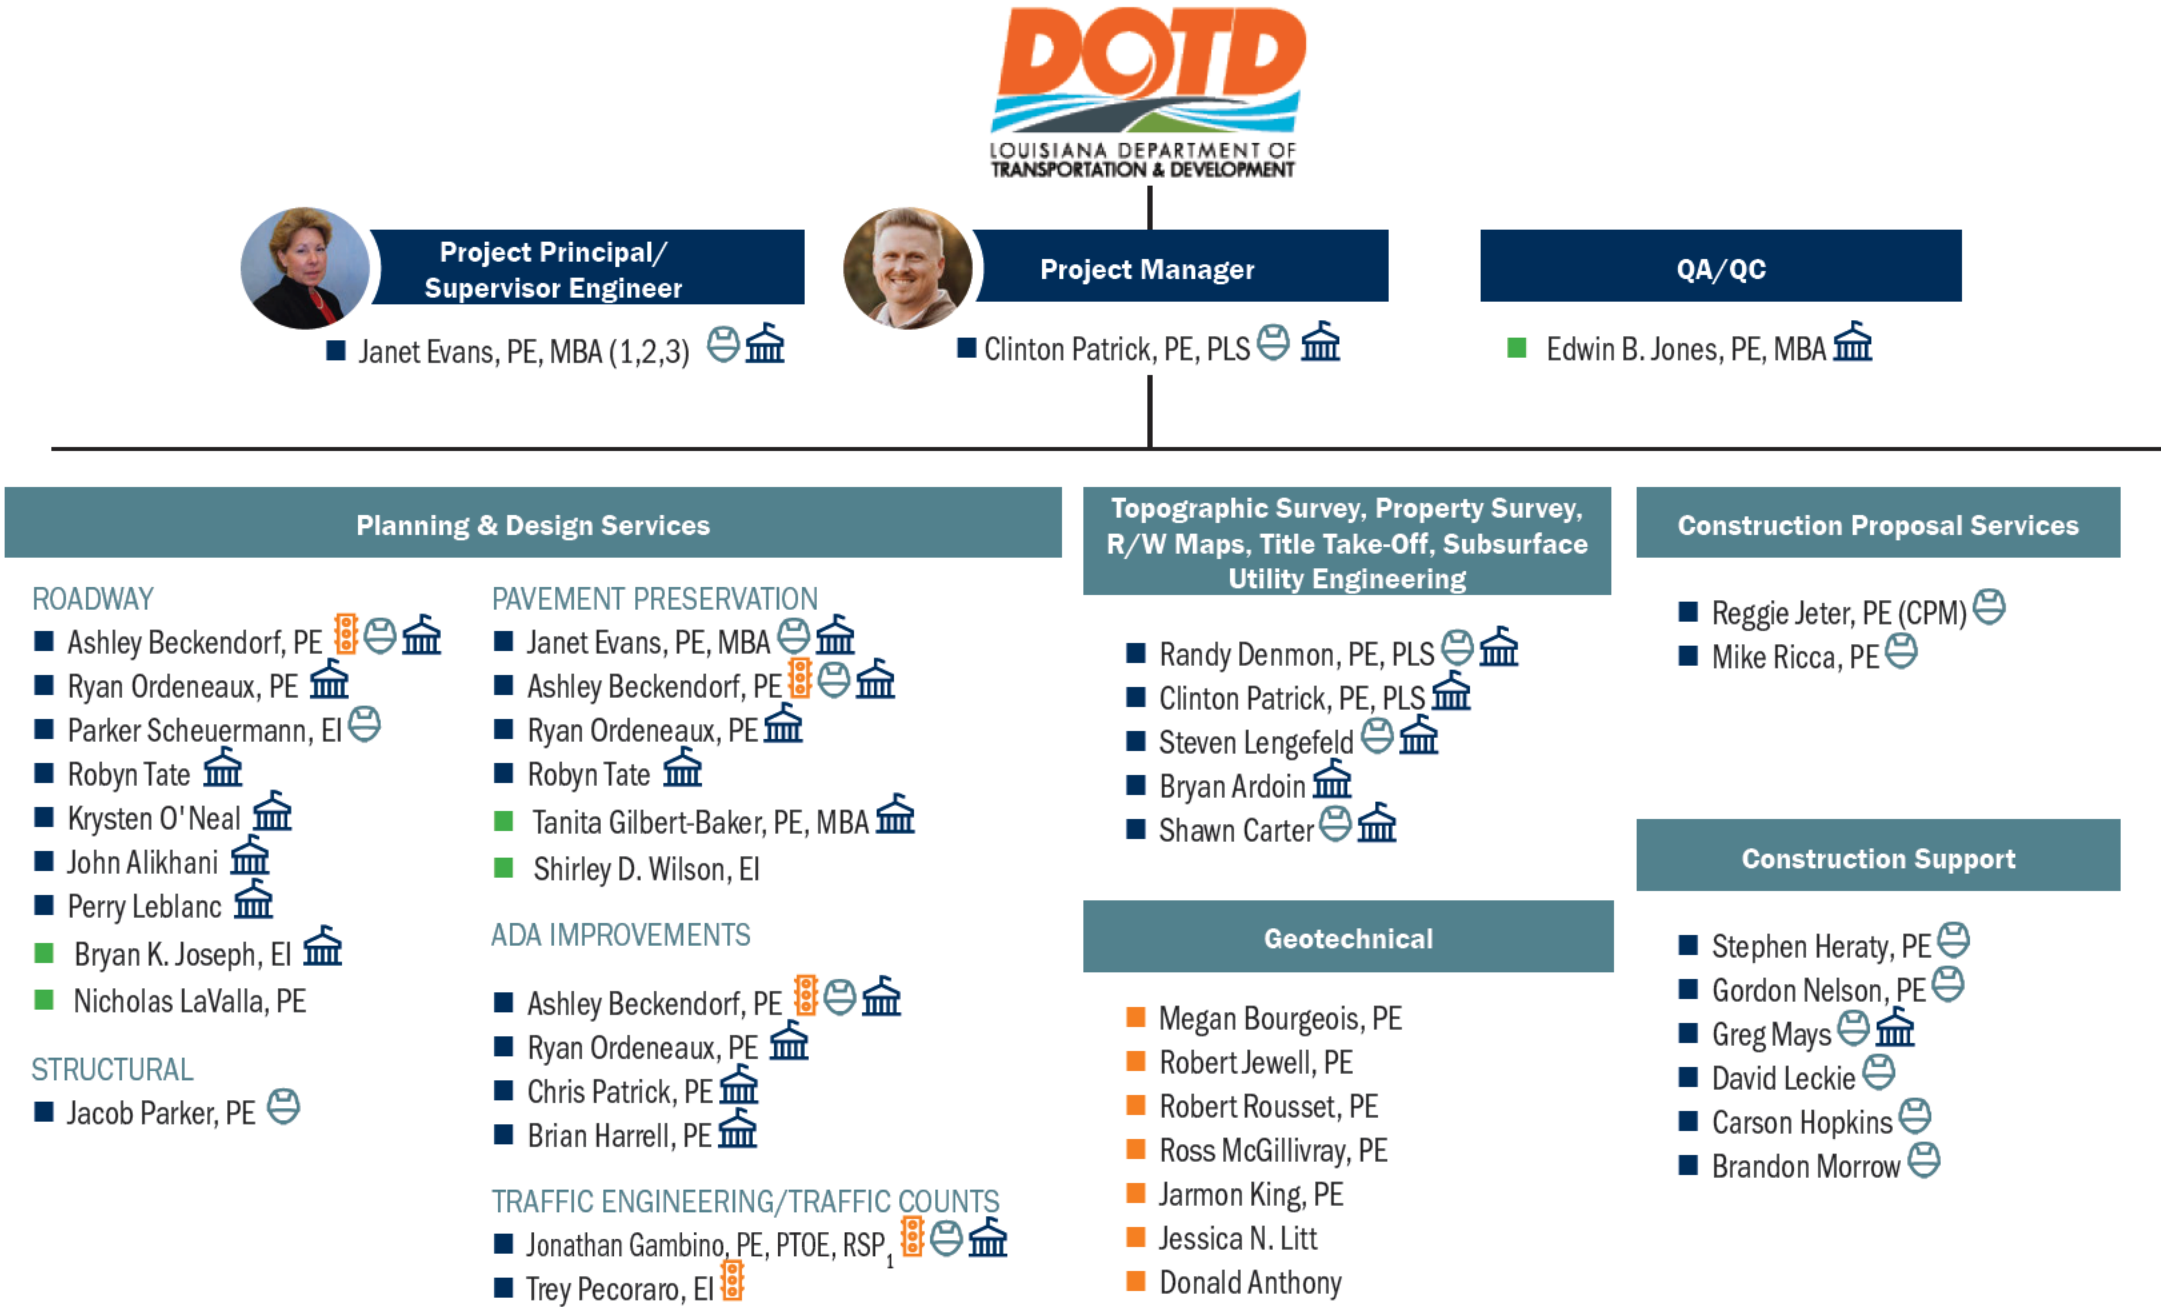 DOTD
LOUISIANA DEPARTMENT OF
TRANSPORTATION & DEVELOPMENT
Project Principal/
Supervisor Engineer
Janet Evans, PE, MBA (1,2,3)
Project Manager
Clinton Patrick, PE, PLS
QA/QC
Edwin B. Jones, PE, MBA
Planning & Design Services
ROADWAY
Ashley Beckendorf, PE
Ryan Ordeneaux, PE
Parker Scheuermann, EI
Robyn Tate
Krysten O'Neal
John Alikhani
Perry Leblanc
Bryan K. Joseph, EI
Nicholas LaValla, PE
STRUCTURAL
Jacob Parker, PE
PAVEMENT PRESERVATION
Janet Evans, PE, MBA
Ashley Beckendorf, PE
Ryan Ordeneaux, PE
Robyn Tate
Tanita Gilbert-Baker, PE, MBA
Shirley D. Wilson, EI
ADA IMPROVEMENTS
Ashley Beckendorf, PE
Ryan Ordeneaux, PE
Chris Patrick, PE
Brian Harrell, PE
TRAFFIC ENGINEERING/TRAFFIC COUNTS
Jonathan Gambino, PE, PTOE, RSP1
Trey Pecoraro, EI
Topographic Survey, Property Survey,
R/W Maps, Title Take-Off, Subsurface
Utility Engineering
Randy Denmon, PE, PLS
Clinton Patrick, PE, PLS
Steven Lengefeld
Bryan Ardoin
Shawn Carter
Geotechnical
Megan Bourgeois, PE
Robert Jewell, PE
Robert Rousset, PE
Ross McGillivray, PE
Jarmon King, PE
Jessica N. Litt
Donald Anthony
Construction Proposal Services
Reggie Jeter, PE (CPM)
Mike Ricca, PE
Construction Support
Stephen Heraty, PE
Gordon Nelson, PE
Greg Mays
David Leckie
Carson Hopkins
Brandon Morrow